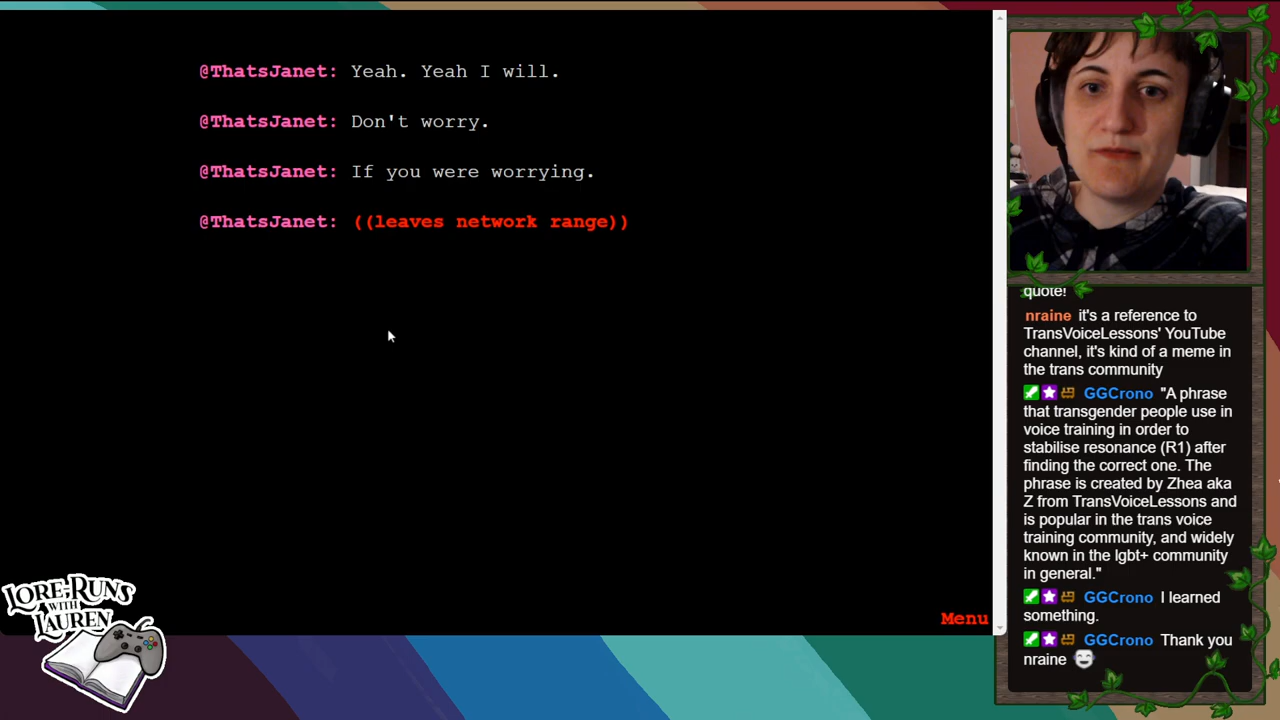 @ThatsJanet: Yeah. Yeah I will.
@ThatsJanet: Don't worry.
@ThatsJanet: If you were worrying.
@ThatsJanet: ((leaves network range))
Menu
LORE-RUNS
WITH
LAUREN
quote!
nraine it's a reference to
TransVoiceLessons' YouTube
channel, it's kind of a meme in
the trans community
GGCrono "A phrase
that transgender people use in
voice training in order to
stabilise resonance (R1) after
finding the correct one. The
phrase is created by Zhea aka
Z from TransVoiceLessons and
is popular in the trans voice
training community, and widely
known in the lgbt+ community
in general."
GGCrono I learned
something.
GGCrono Thank you
nraine